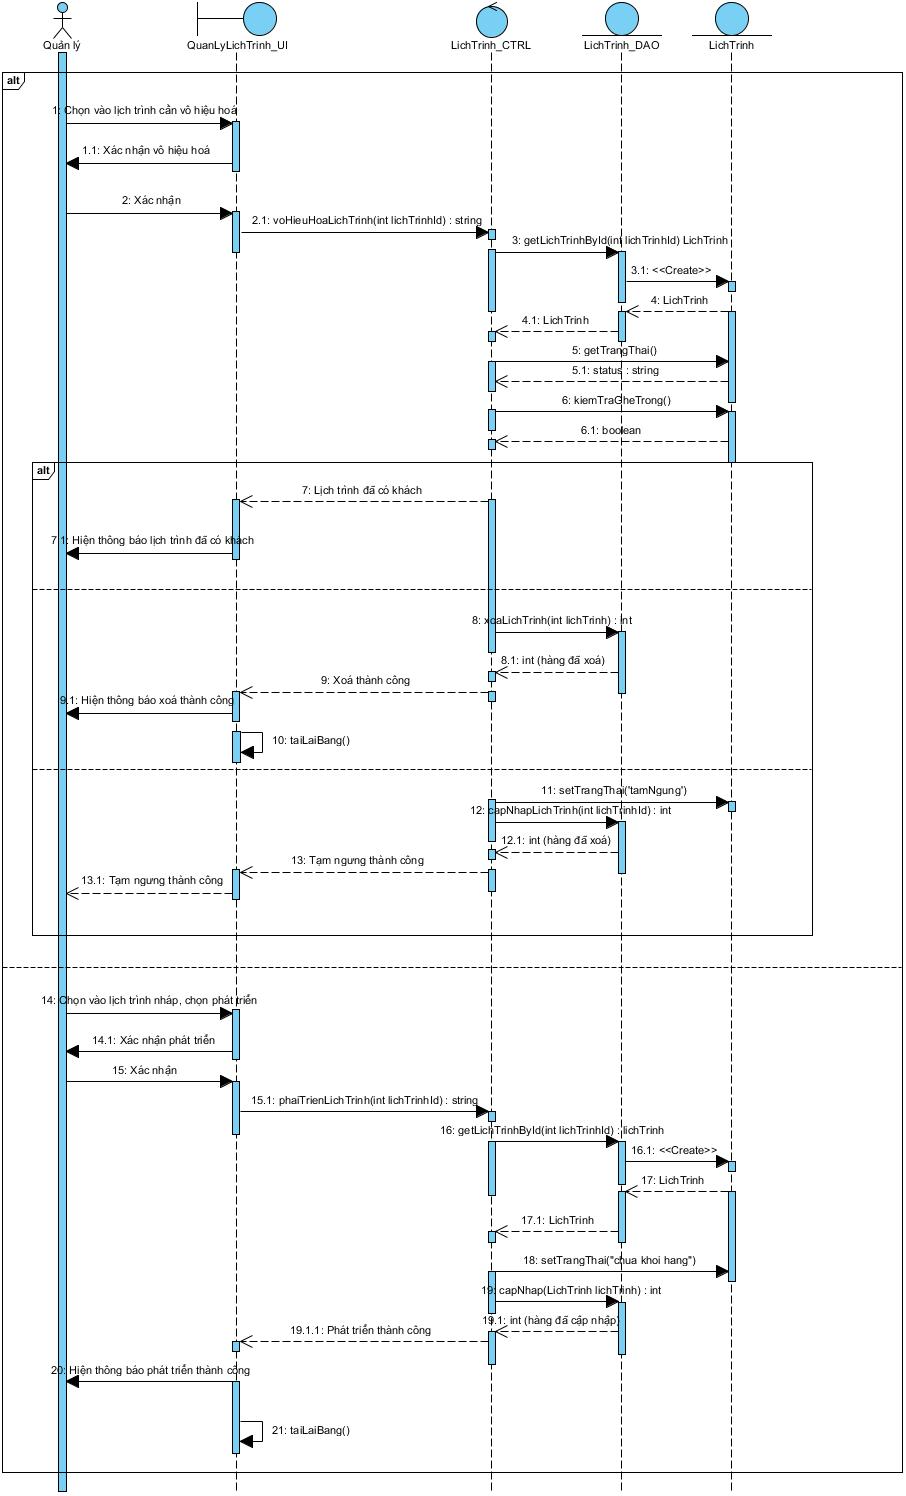 Quản lý
QuanLyLichTrinh_UI
LichTrinh_CTRL
LichTrinh_DAO
LichTrinh
alt
1: Chọn vào lịch trình cần vô hiệu hoá
1.1: Xác nhận vô hiệu hoá
2: Xác nhận
2.1: voHieuHoaLichTrinh(int lichTrinhId) : string
3: getLichTrinhById(int lichTrinhId) LichTrinh
3.1: <<Create>>
4: LichTrinh
4.1: LichTrinh
5: getTrangThai()
5.1: status : string
6: kiemTraGheTrong()
6.1: boolean
alt
7: Lịch trình đã có khách
7.1: Hiện thông báo lịch trình đã có khách
8: xoaLichTrinh(int lichTrinh) : int
8.1: int (hàng đã xoá)
9: Xoá thành công
9.1: Hiện thông báo xoá thành công
10: taiLaiBang()
11: setTrangThai('tamNgung')
12: capNhapLichTrinh(int lichTrinhId) : int
12.1: int (hàng đã xoá)
13: Tạm ngưng thành công
13.1: Tạm ngưng thành công
14: Chọn vào lịch trình nháp, chọn phát triển
14.1: Xác nhận phát triển
15: Xác nhận
15.1: phaiTrienLichTrinh(int lichTrinhId) : string
16: getLichTrinhById(int lichTrinhId) : lichTrinh
16.1: <<Create>>
17: LichTrinh
17.1: LichTrinh
18: setTrangThai("chua khoi hang")
19: capNhap(LichTrinh lichTrinh) : int
19.1: int (hàng đã cập nhập)
19.1.1: Phát triển thành công
20: Hiện thông báo phát triển thành công
21: taiLaiBang()